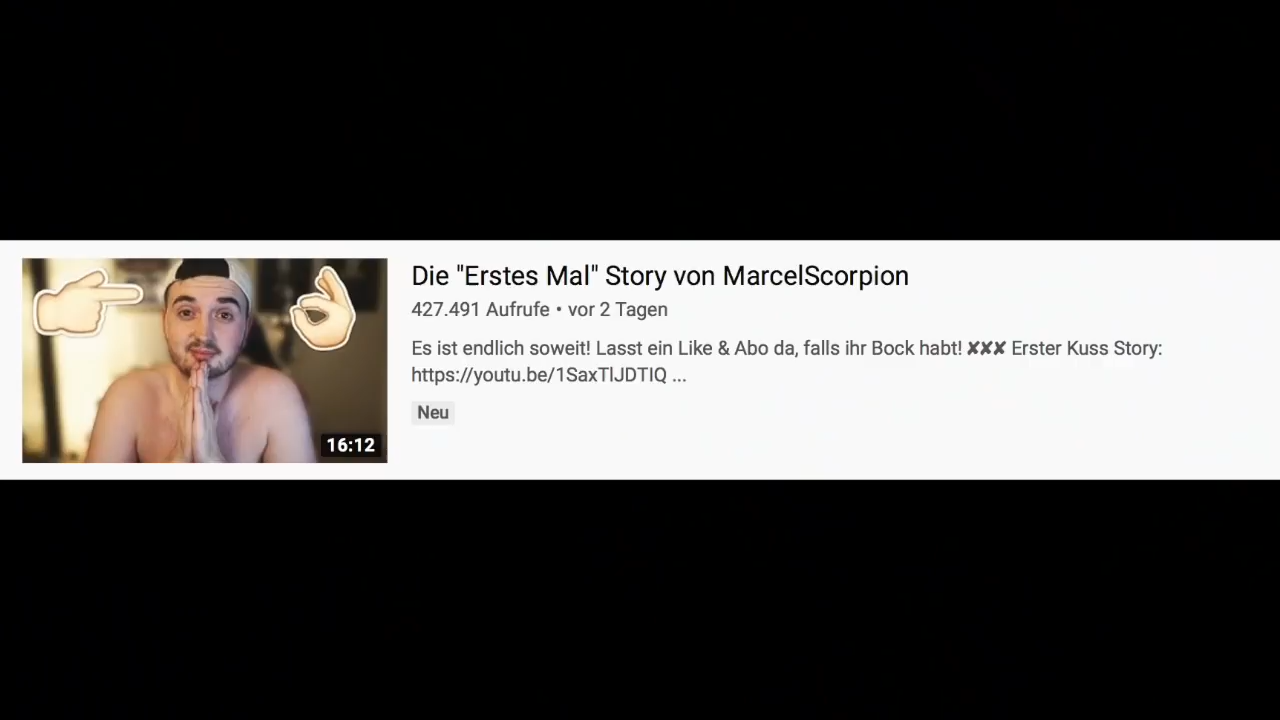 Die "Erstes Mal" Story von MarcelScorpion
427.491 Aufrufe • vor 2 Tagen
Es ist endlich soweit! Lasst ein Like & Abo da, falls ihr Bock habt! ✘✘✘ Erster Kuss Story:
https://youtu.be/1SaxTlJDTIQ ...
Neu
16:12